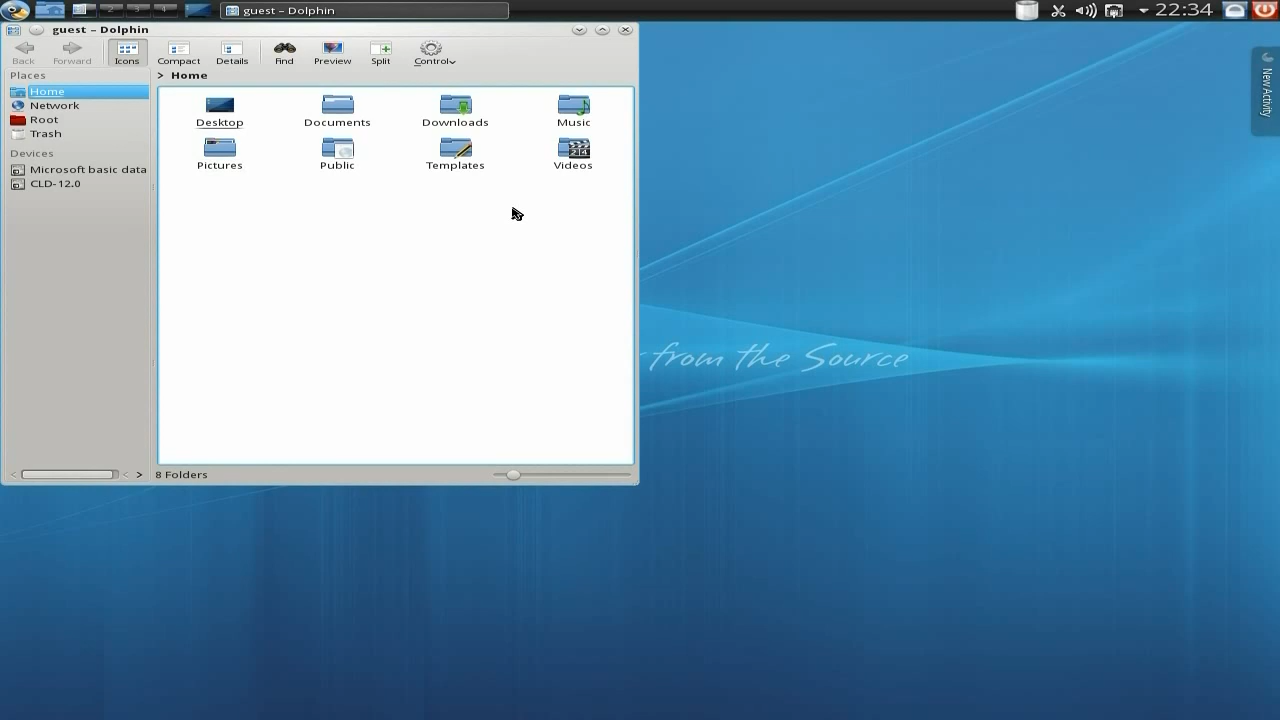 guest – Dolphin
22:34
guest – Dolphin
Back
Forward
Icons
Compact
Details
Find
Preview
Split
Control
Places
> Home
Home
Network
Root
Trash
Devices
Microsoft basic data
CLD-12.0
Desktop
Documents
Downloads
Music
Pictures
Public
Templates
Videos
8 Folders
from the Source
New Activity